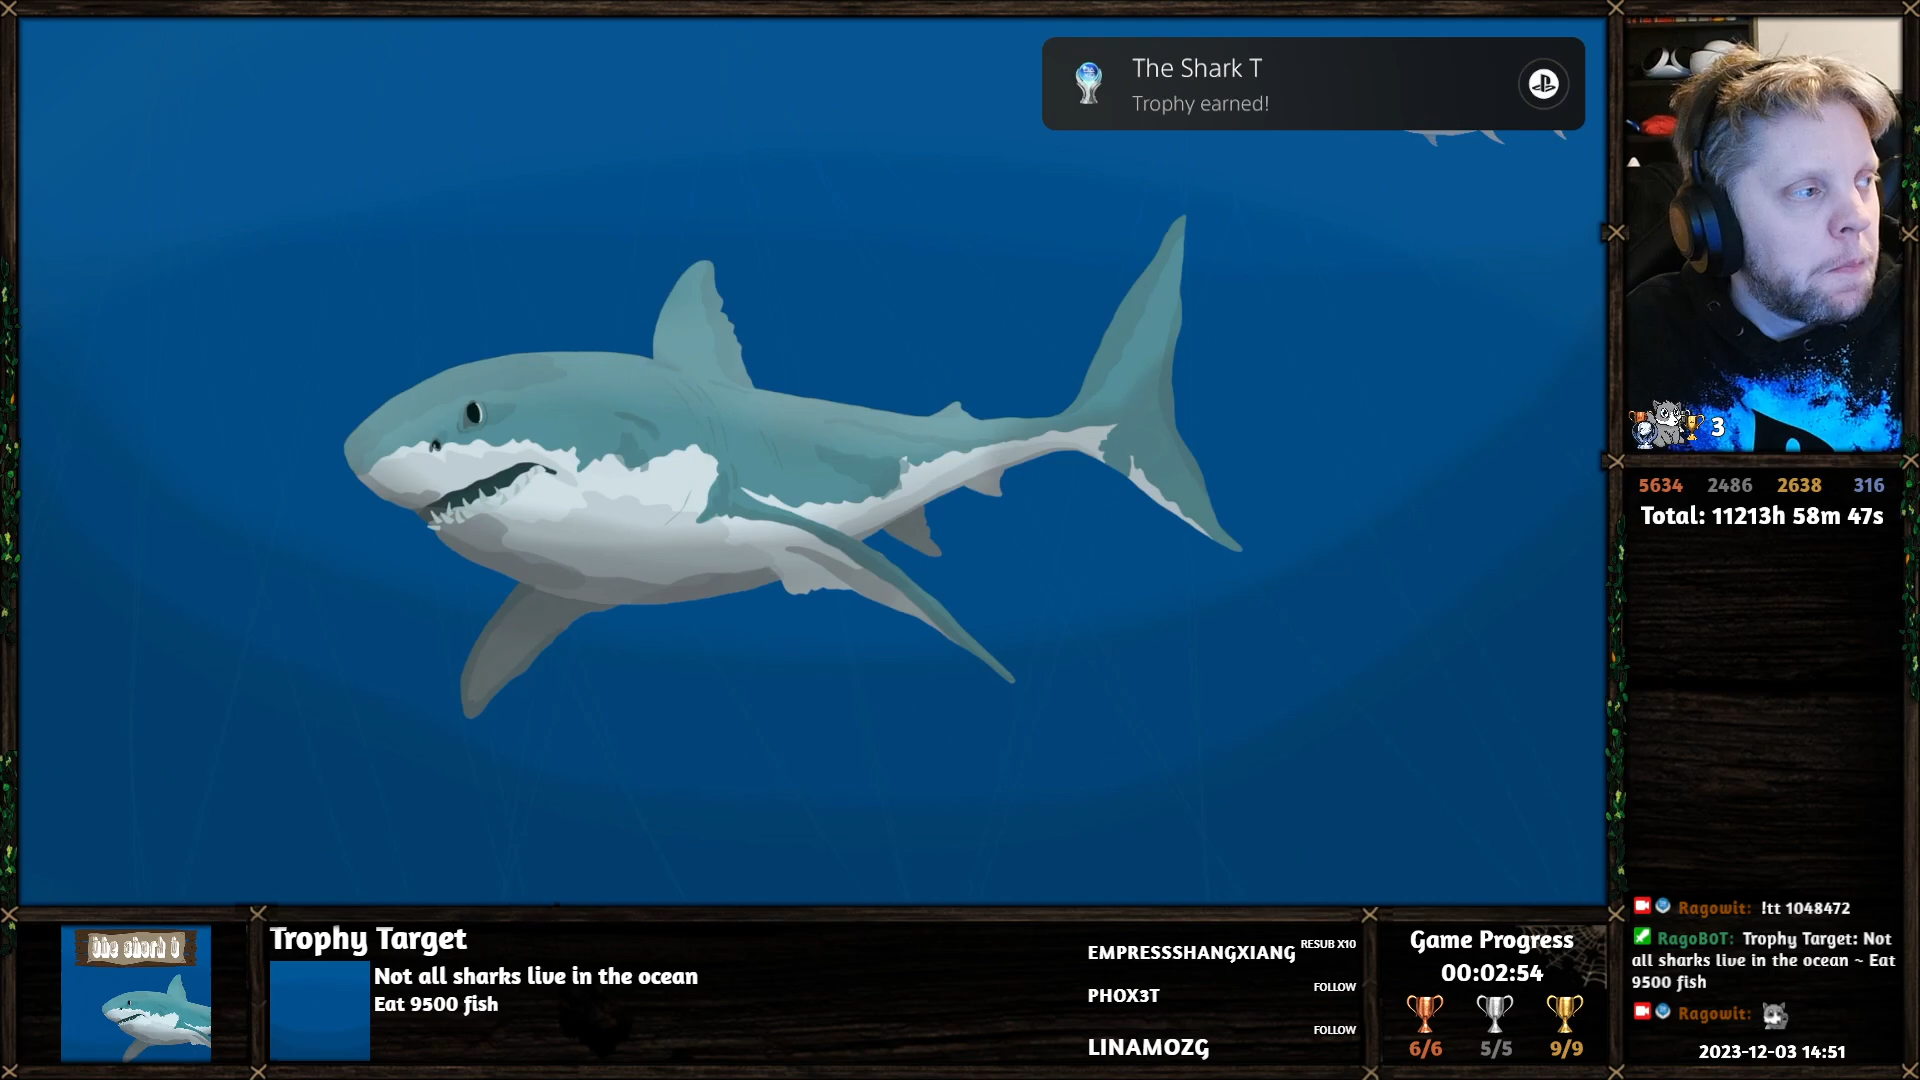 The Shark T
Trophy earned!
3
5634 2486 2638 316
Total: 11213h 58m 47s
Ragowit: !tt 1048472
RagoBOT: Trophy Target: Not
all sharks live in the ocean ~ Eat
9500 fish
Ragowit:
2023-12-03 14:51
the shark t
Trophy Target
Not all sharks live in the ocean
Eat 9500 fish
EMPRESSSHANGXIANG RESUB X10
PHOX3T FOLLOW
LINAMOZG FOLLOW
Game Progress
00:02:54
6/6 5/5 9/9